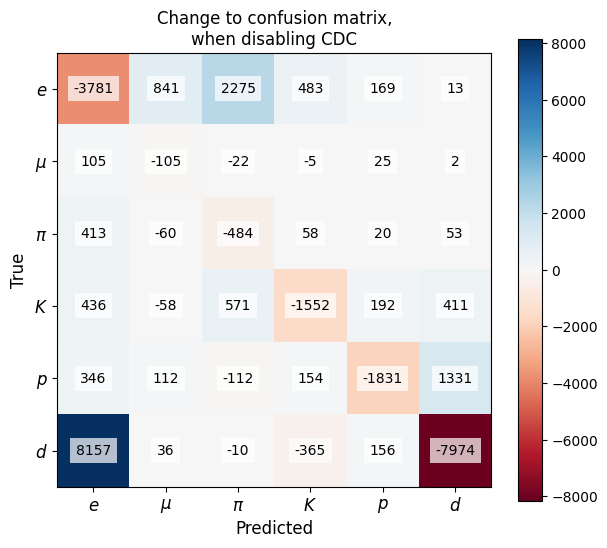 Change to confusion matrix,
when disabling CDC
e -3781 841 2275 483 169 13
μ 105 -105 -22 -5 25 2
π 413 -60 -484 58 20 53
K 436 -58 571 -1552 192 411
p 346 112 -112 154 -1831 1331
d 8157 36 -10 -365 156 -7974
e μ π K p d
Predicted
True
8000
6000
4000
2000
0
−2000
−4000
−6000
−8000